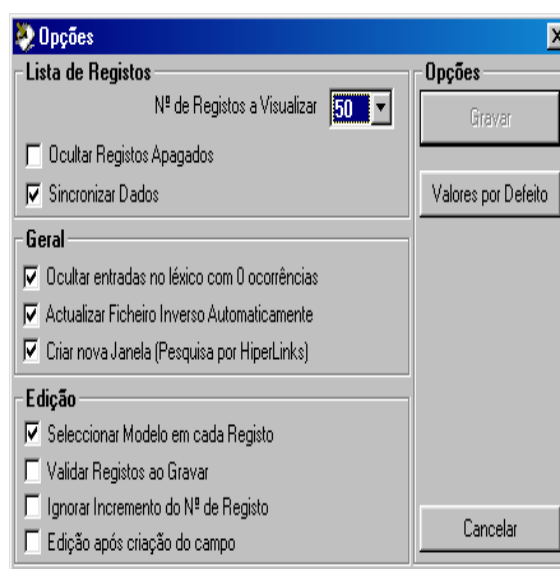 Opções
Lista de Registos
Nº de Registos a Visualizar 50
Ocultar Registos Apagados
Sincronizar Dados
Geral
Ocultar entradas no léxico com 0 ocorrências
Actualizar Ficheiro Inverso Automaticamente
Criar nova Janela (Pesquisa por HiperLinks)
Edição
Seleccionar Modelo em cada Registo
Validar Registos ao Gravar
Ignorar Incremento do Nº de Registo
Edição após criação do campo
Opções
Gravar
Valores por Defeito
Cancelar